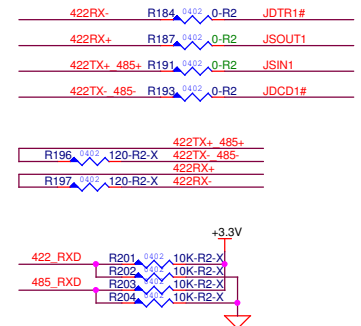 422RX- R184 0402 0-R2 JDTR1#
422RX+ R187 0402 0-R2 JSOUT1
422TX+_485+ R191 0402 0-R2 JSIN1
422TX-_485- R193 0402 0-R2 JDCD1#
422TX+_485+
R196 0402 120-R2-X 422TX-_485-
422RX+
R197 0402 120-R2-X 422RX-
+3.3V
422_RXD R201 0402 10K-R2-X
R202 0402 10K-R2-X
485_RXD R203 0402 10K-R2-X
R204 0402 10K-R2-X